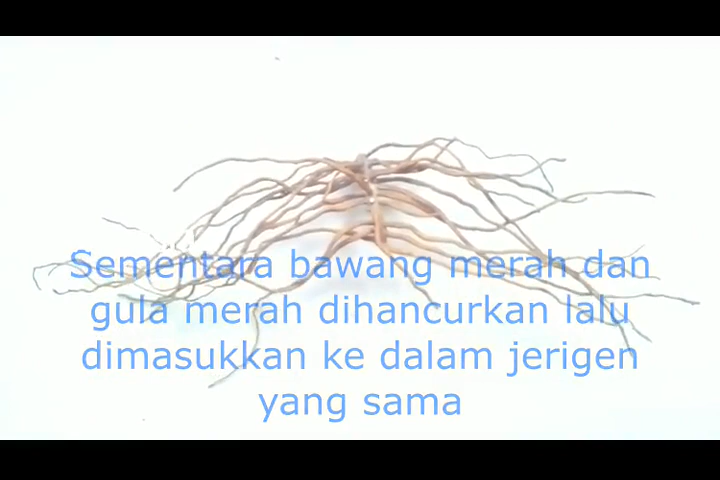 Sementara bawang merah dan
gula merah dihancurkan lalu
dimasukkan ke dalam jerigen
yang sama